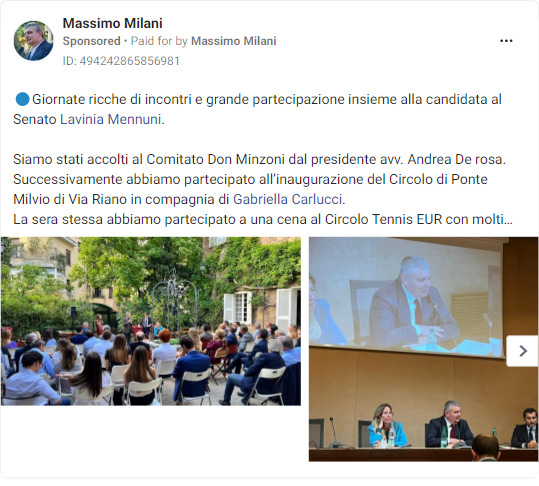 Massimo Milani
Sponsored • Paid for by Massimo Milani
ID: 494242865856981
Giornate ricche di incontri e grande partecipazione insieme alla candidata al
Senato Lavinia Mennuni.
Siamo stati accolti al Comitato Don Minzoni dal presidente avv. Andrea De rosa.
Successivamente abbiamo partecipato all'inaugurazione del Circolo di Ponte
Milvio di Via Riano in compagnia di Gabriella Carlucci.
La sera stessa abbiamo partecipato a una cena al Circolo Tennis EUR con molti...